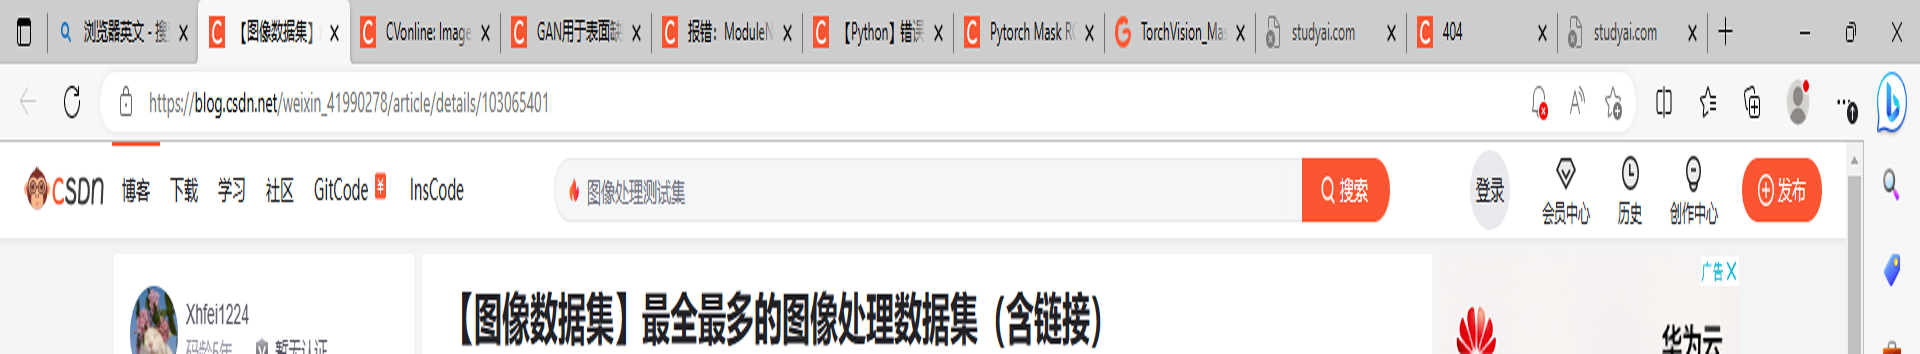 浏览器英文 - 搜
【图像数据集】
CVonline: Image
GAN用于表面缺
报错：ModuleN
【Python】错误
Pytorch Mask RC
TorchVision_Mas
studyai.com
404
studyai.com
https://blog.csdn.net/weixin_41990278/article/details/103065401
CSDN 博客 下载 学习 社区 GitCode ¥ InsCode
图像处理测试集
搜索
登录
会员中心
历史
创作中心
发布
广告
Xhfei1224
码龄5年 暂无认证
【图像数据集】最全最多的图像处理数据集（含链接）
华为云